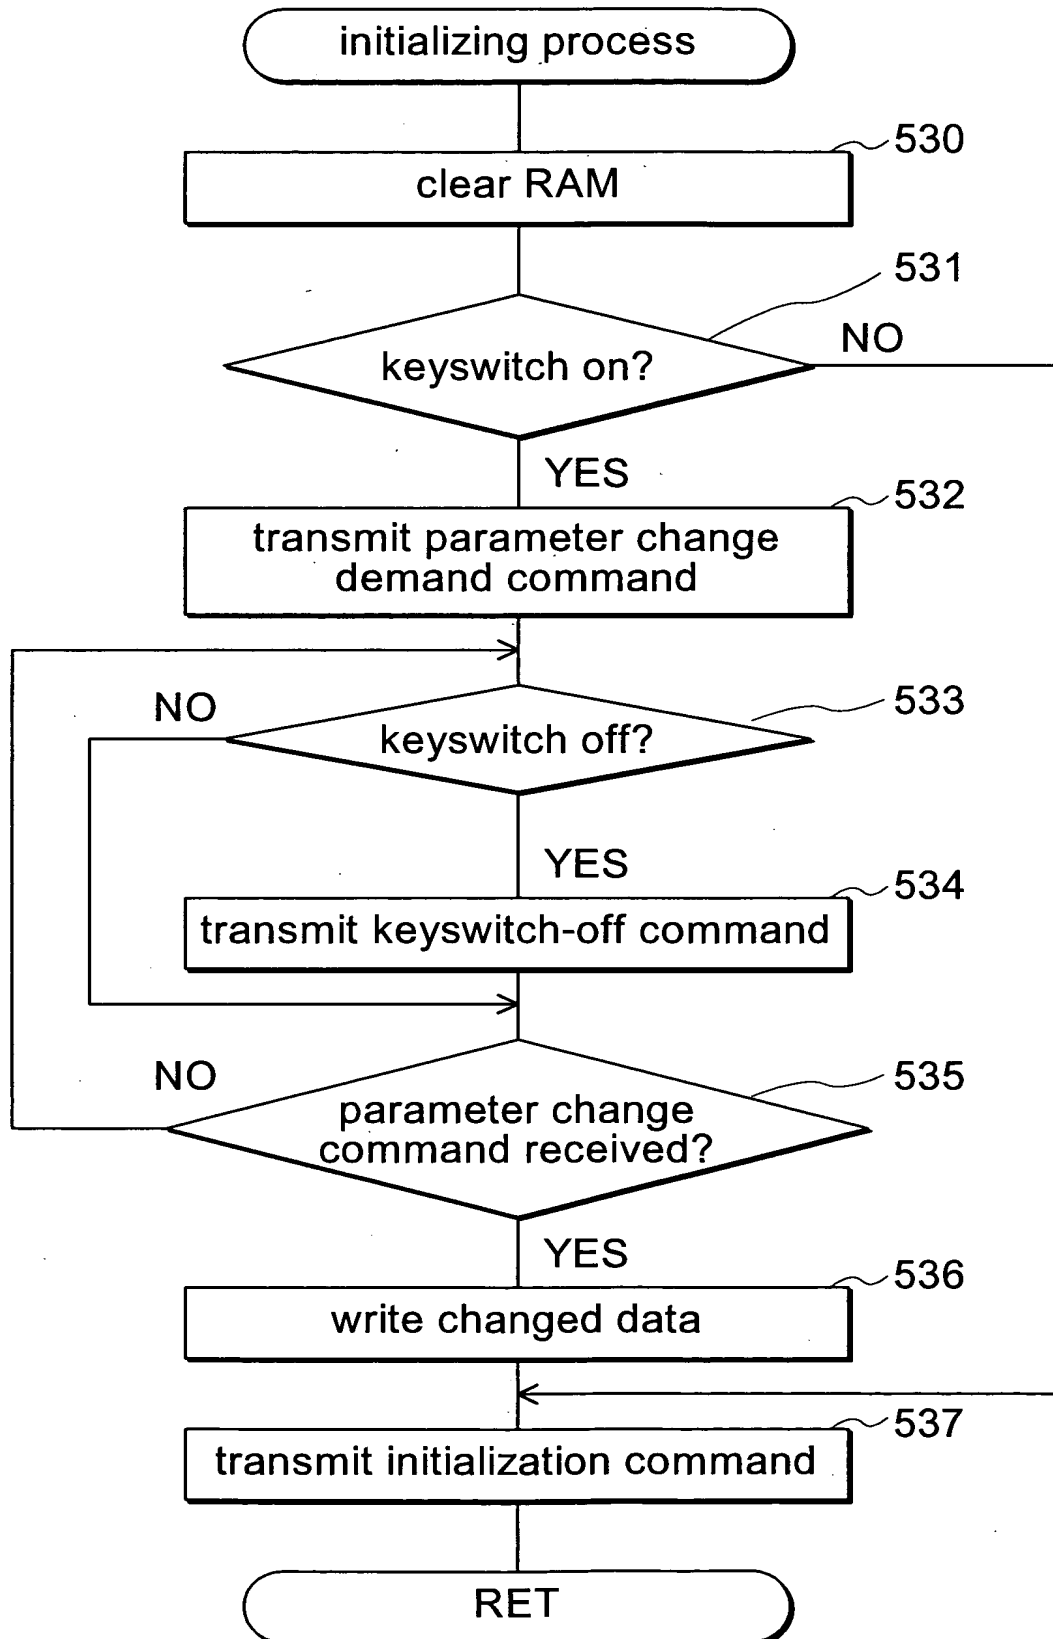 initializing process
530
clear RAM
531
NO
keyswitch on?
YES
532
transmit parameter change
demand command
NO
533
keyswitch off?
YES
534
transmit keyswitch-off command
NO
535
parameter change
command received?
YES
536
write changed data
537
transmit initialization command
RET